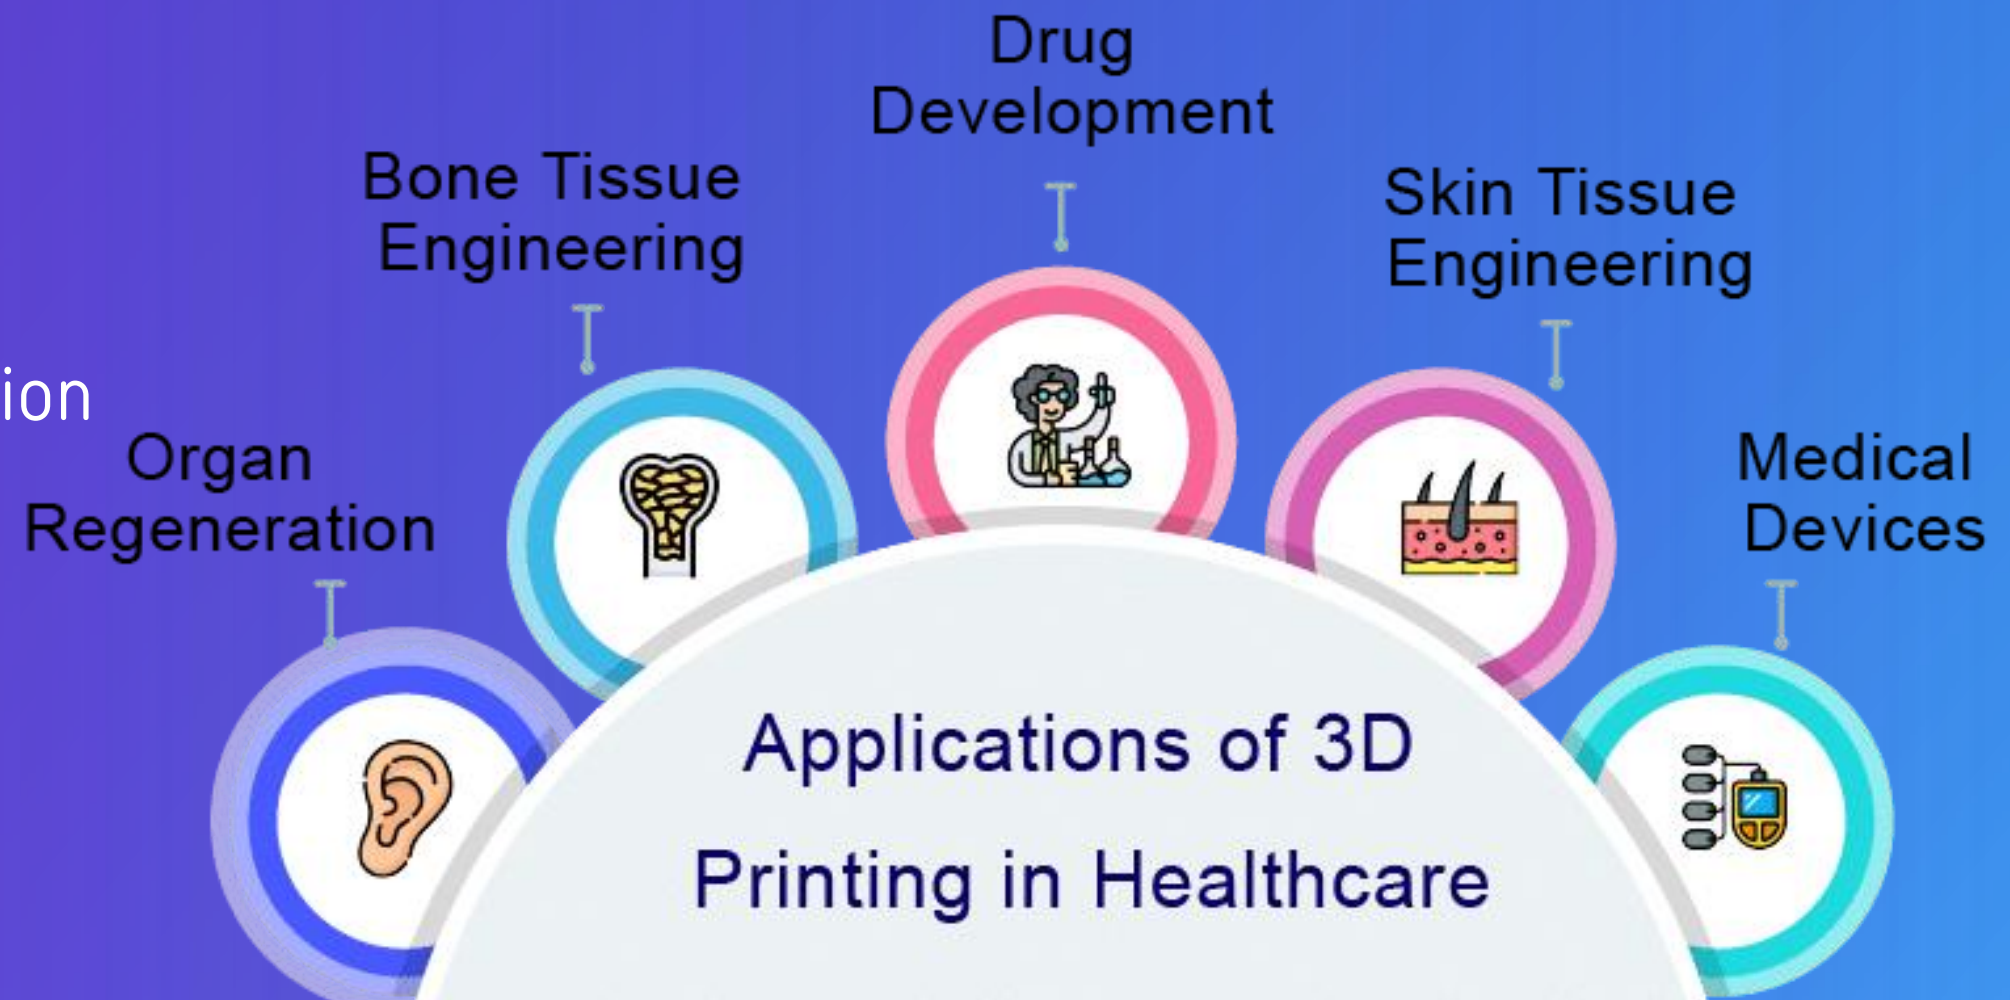 Drug
Development
Bone Tissue
Engineering
Skin Tissue
Engineering
ion
Organ
Regeneration
Medical
Devices
Applications of 3D
Printing in Healthcare